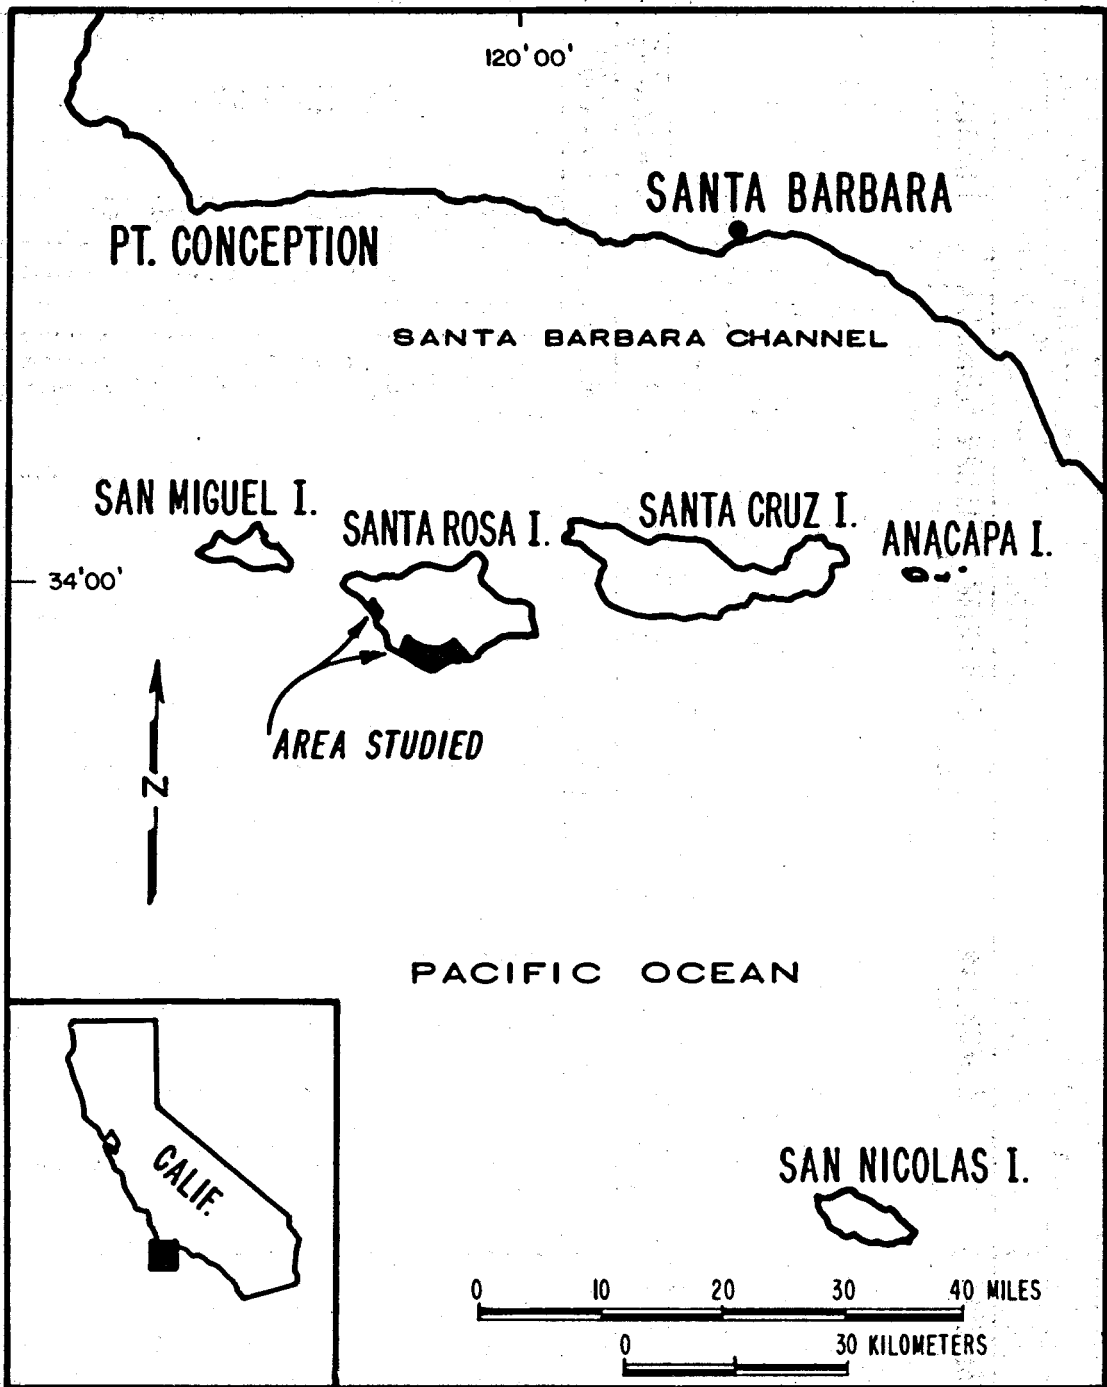 120°00'
SANTA BARBARA
PT. CONCEPTION
SANTA BARBARA CHANNEL
SAN MIGUEL I.
SANTA ROSA I.
SANTA CRUZ I.
ANACAPA I.
34°00'
AREA STUDIED
N
PACIFIC OCEAN
CALIF.
SAN NICOLAS I.
0 10 20 30 40 MILES
0 30 KILOMETERS